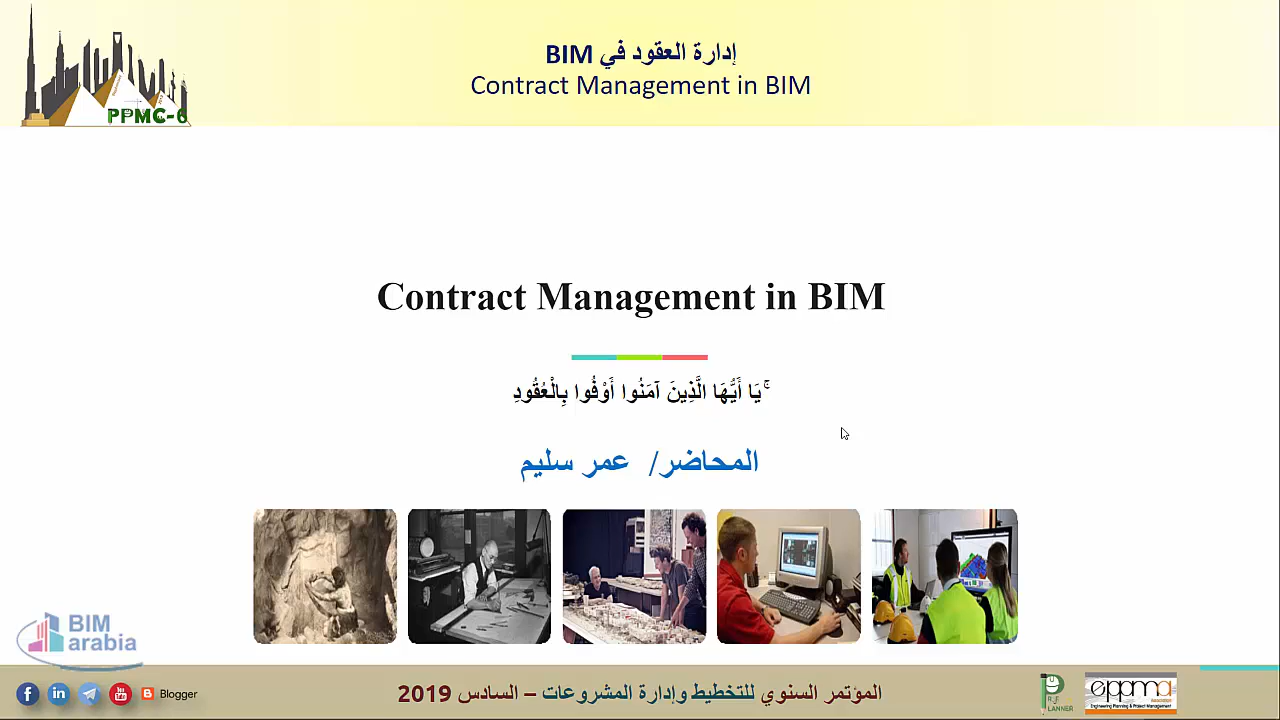 إدارة العقود في BIM
Contract Management in BIM
PPMC-6
Contract Management in BIM
يَا أَيُّهَا الَّذِينَ آمَنُوا أَوْفُوا بِالْعُقُودِ ۚ
المحاضر/ عمر سليم
BIM
arabia
Blogger
المؤتمر السنوي للتخطيط وإدارة المشروعات – السادس 2019
PLANNER
eppma
Engineering Planning & Project Management